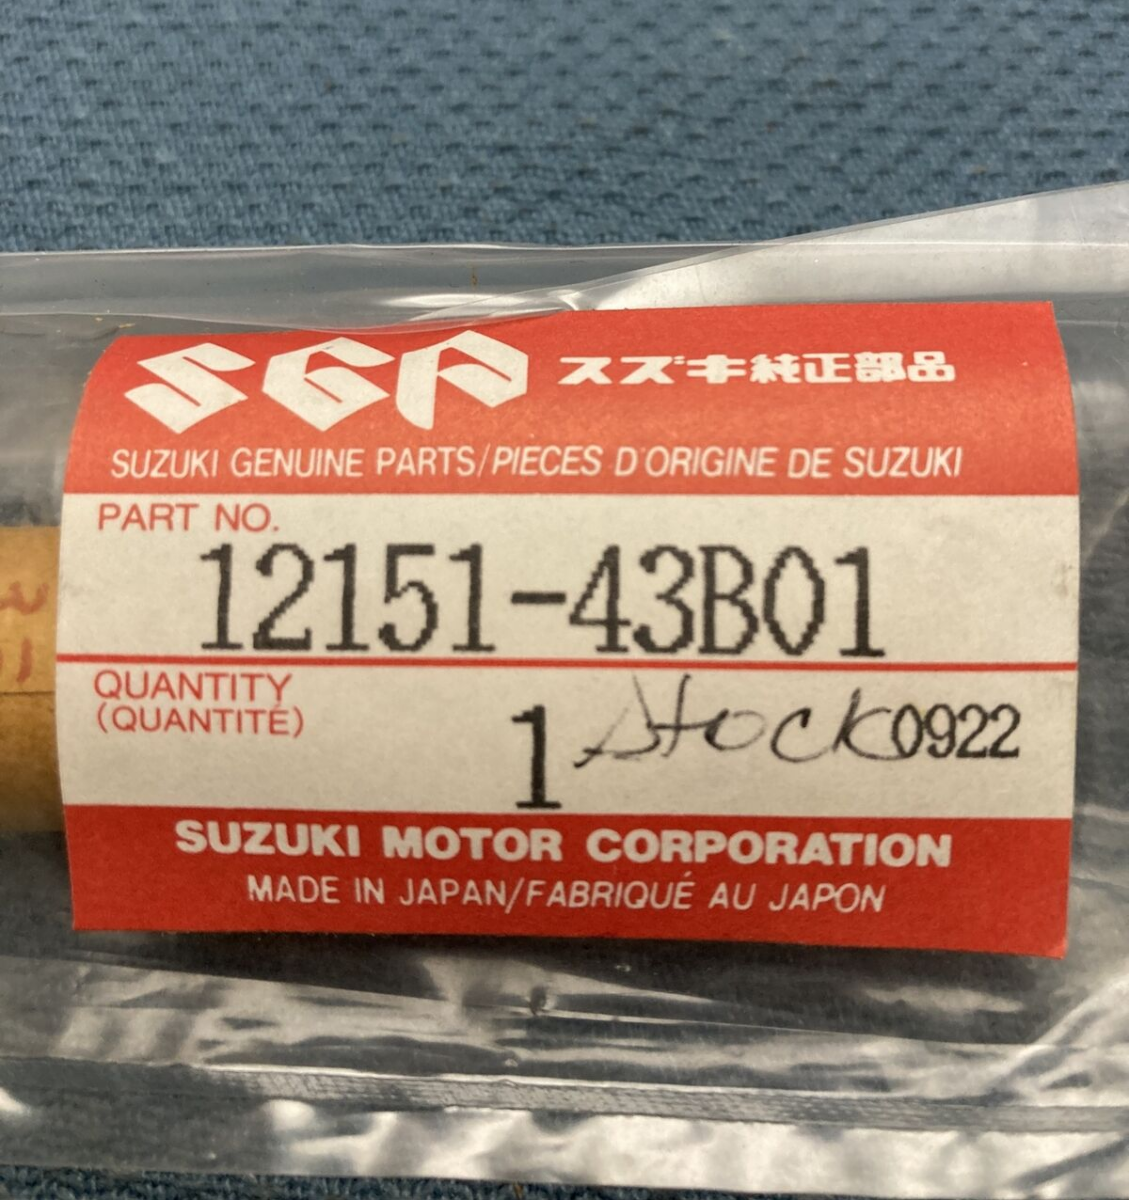 SGP スズキ純正部品
SUZUKI GENUINE PARTS/PIECES D'ORIGINE DE SUZUKI
PART NO.
12151-43B01
QUANTITY
(QUANTITÉ)
1 Stock 0922
SUZUKI MOTOR CORPORATION
MADE IN JAPAN/FABRIQUÉ AU JAPON